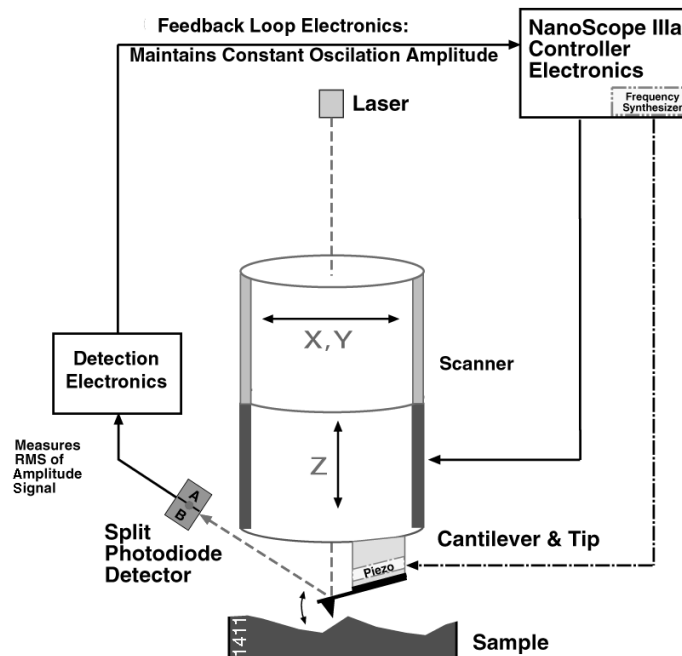 Feedback Loop Electronics:
Maintains Constant Oscilation Amplitude
NanoScope IIIa
Controller
Electronics
Frequency
Synthesizer
Laser
X,Y
Scanner
Detection
Electronics
Z
Measures
RMS of
Amplitude
Signal
A
B
Split
Photodiode
Detector
Cantilever & Tip
Piezo
1411
Sample